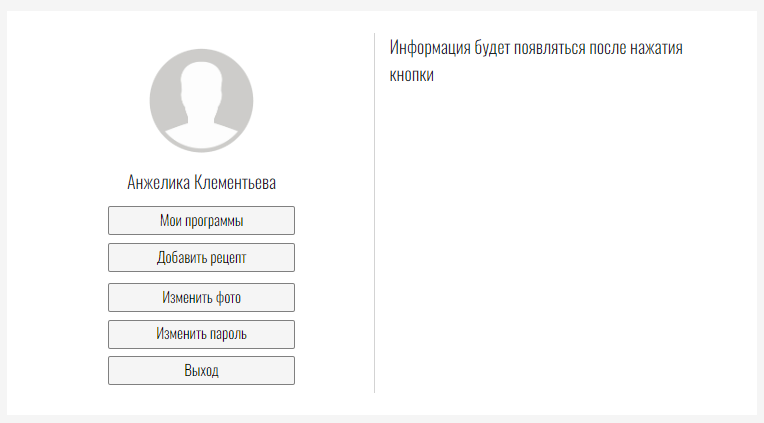 Анжелика Клементьева
Мои программы
Добавить рецепт
Изменить фото
Изменить пароль
Выход
Информация будет появляться после нажатия
кнопки